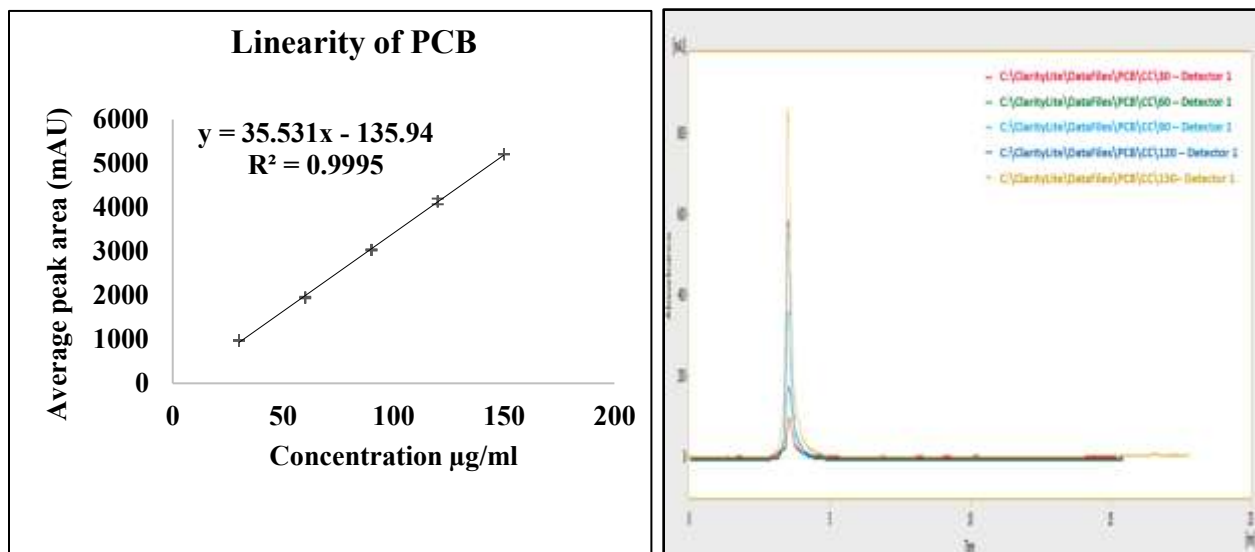 Linearity of PCB
y = 35.531x - 135.94
R² = 0.9995
Average peak area (mAU)
6000
5000
4000
3000
2000
1000
0
0 50 100 150 200
Concentration µg/ml
C:\ClarityLite\DataFiles\PCB\CC\30 – Detector 1
C:\ClarityLite\DataFiles\PCB\CC\60 – Detector 1
C:\ClarityLite\DataFiles\PCB\CC\90 – Detector 1
C:\ClarityLite\DataFiles\PCB\CC\120 – Detector 1
C:\ClarityLite\DataFiles\PCB\CC\150– Detector 1